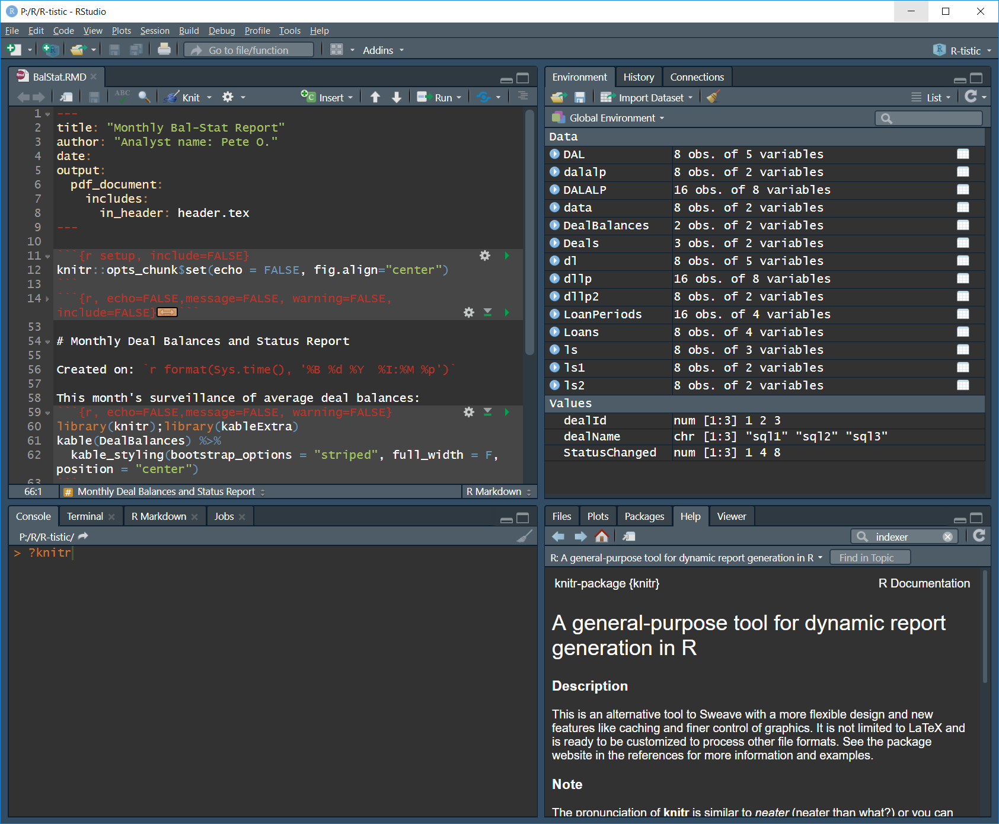 P:/R/R-tistic - RStudio
File Edit Code View Plots Session Build Debug Profile Tools Help
Go to file/function Addins R-tistic
BalStat.RMD
ABC Knit Insert Run
1 ---
2 title: "Monthly Bal-Stat Report"
3 author: "Analyst name: Pete O."
4 date:
5 output:
6 pdf_document:
7 includes:
8 in_header: header.tex
9 ---
10
11 ```{r setup, include=FALSE}
12 knitr::opts_chunk$set(echo = FALSE, fig.align="center")
13 ```
14 ```{r, echo=FALSE,message=FALSE, warning=FALSE,
include=FALSE}```
53
54 # Monthly Deal Balances and Status Report
55
56 Created on: `r format(Sys.time(), '%B %d %Y  %I:%M %p')`
57
58 This month's surveillance of average deal balances:
59 ```{r, echo=FALSE,message=FALSE, warning=FALSE}
60 library(knitr);library(kableExtra)
61 kable(DealBalances) %>%
62 kable_styling(bootstrap_options = "striped", full_width = F,
position = "center")
63 ```
66:1 # Monthly Deal Balances and Status Report R Markdown
Environment History Connections
Import Dataset List
Global Environment
Data
DAL 8 obs. of 5 variables
dalalp 8 obs. of 2 variables
DALALP 16 obs. of 8 variables
data 8 obs. of 2 variables
DealBalances 2 obs. of 2 variables
Deals 3 obs. of 2 variables
dl 8 obs. of 5 variables
dllp 16 obs. of 8 variables
dllp2 8 obs. of 2 variables
LoanPeriods 16 obs. of 4 variables
Loans 8 obs. of 4 variables
ls 8 obs. of 3 variables
ls1 8 obs. of 2 variables
ls2 8 obs. of 2 variables
Values
dealId num [1:3] 1 2 3
dealName chr [1:3] "sql1" "sql2" "sql3"
StatusChanged num [1:3] 1 4 8
Console Terminal R Markdown Jobs
P:/R/R-tistic/
> ?knitr
Files Plots Packages Help Viewer
indexer
R: A general-purpose tool for dynamic report generation in R Find in Topic
knitr-package {knitr} R Documentation
A general-purpose tool for dynamic report
generation in R
Description
This is an alternative tool to Sweave with a more flexible design and new
features like caching and finer control of graphics. It is not limited to LaTeX and
is ready to be customized to process other file formats. See the package
website in the references for more information and examples.
Note
The pronunciation of knitr is similar to neater (neater than what?) or you can